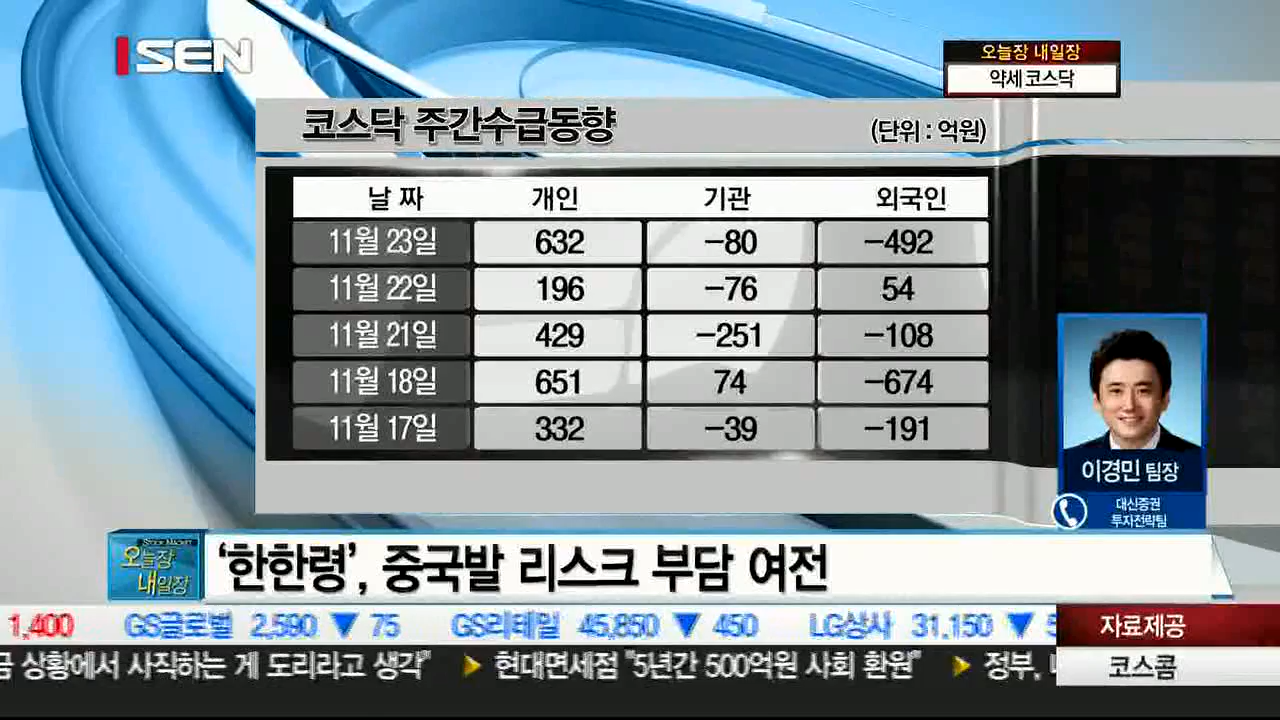 SEN
오늘장 내일장
약세 코스닥
코스닥 주간수급동향
(단위 : 억원)
날 짜 개인 기관 외국인
11월 23일 632 -80 -492
11월 22일 196 -76 54
11월 21일 429 -251 -108
11월 18일 651 74 -674
11월 17일 332 -39 -191
이경민 팀장
대신증권
투자전략팀
STOCK MARKET
오늘장
내일장
‘한한령’, 중국발 리스크 부담 여전
1,400 GS글로벌 2,590 ▼ 75 GS리테일 45,850 ▼ 450 LG상사 31,150 ▼
자료제공
금 상황에서 사직하는 게 도리라고 생각" ▶ 현대면세점 "5년간 500억원 사회 환원" ▶ 정부,
코스콤